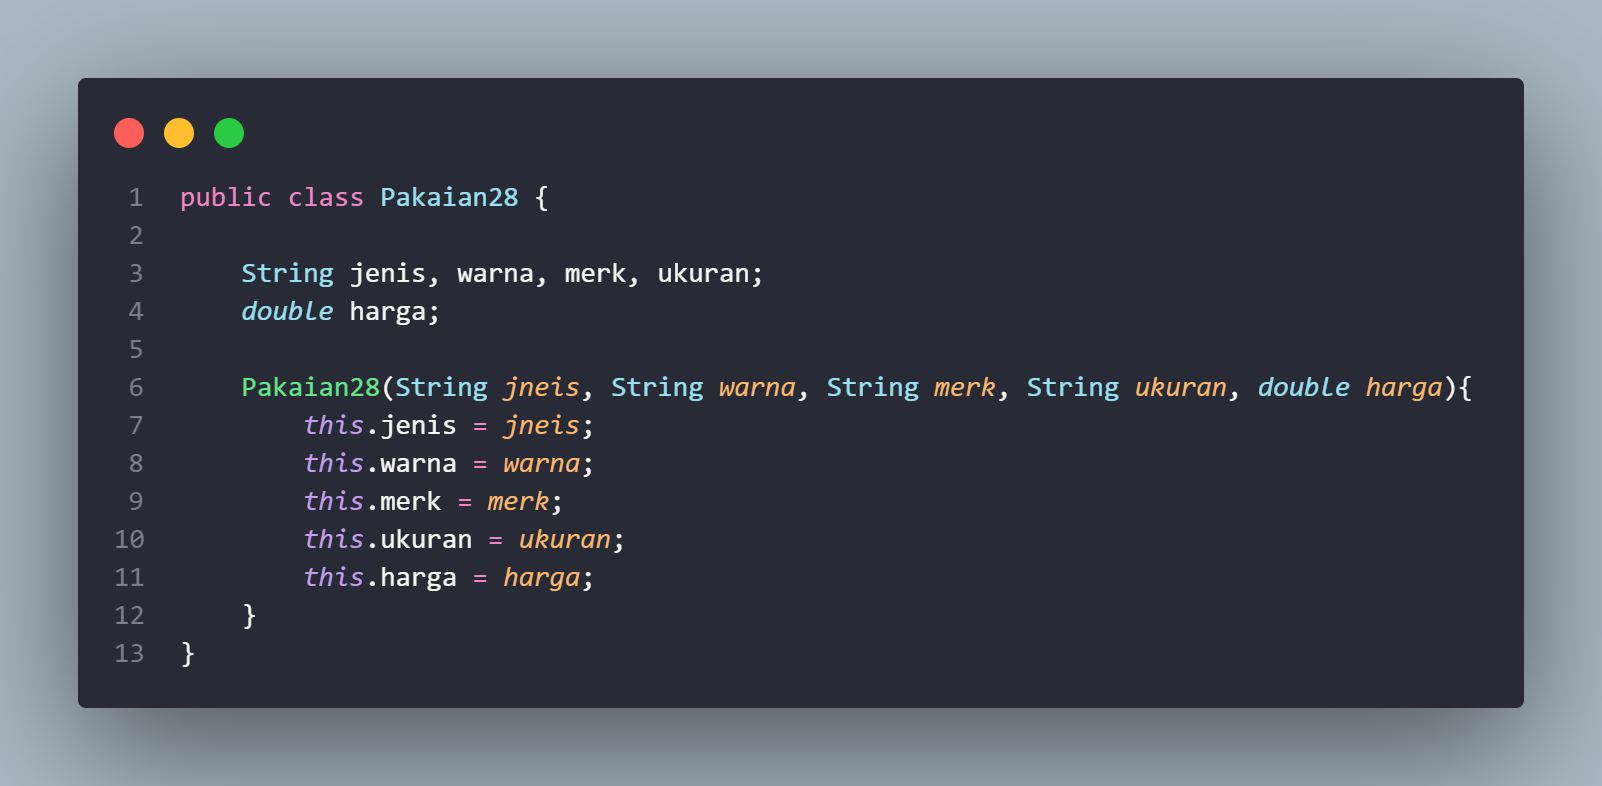 1 public class Pakaian28 {
2
3     String jenis, warna, merk, ukuran;
4     double harga;
5
6     Pakaian28(String jneis, String warna, String merk, String ukuran, double harga){
7         this.jenis = jneis;
8         this.warna = warna;
9         this.merk = merk;
10         this.ukuran = ukuran;
11         this.harga = harga;
12     }
13 }